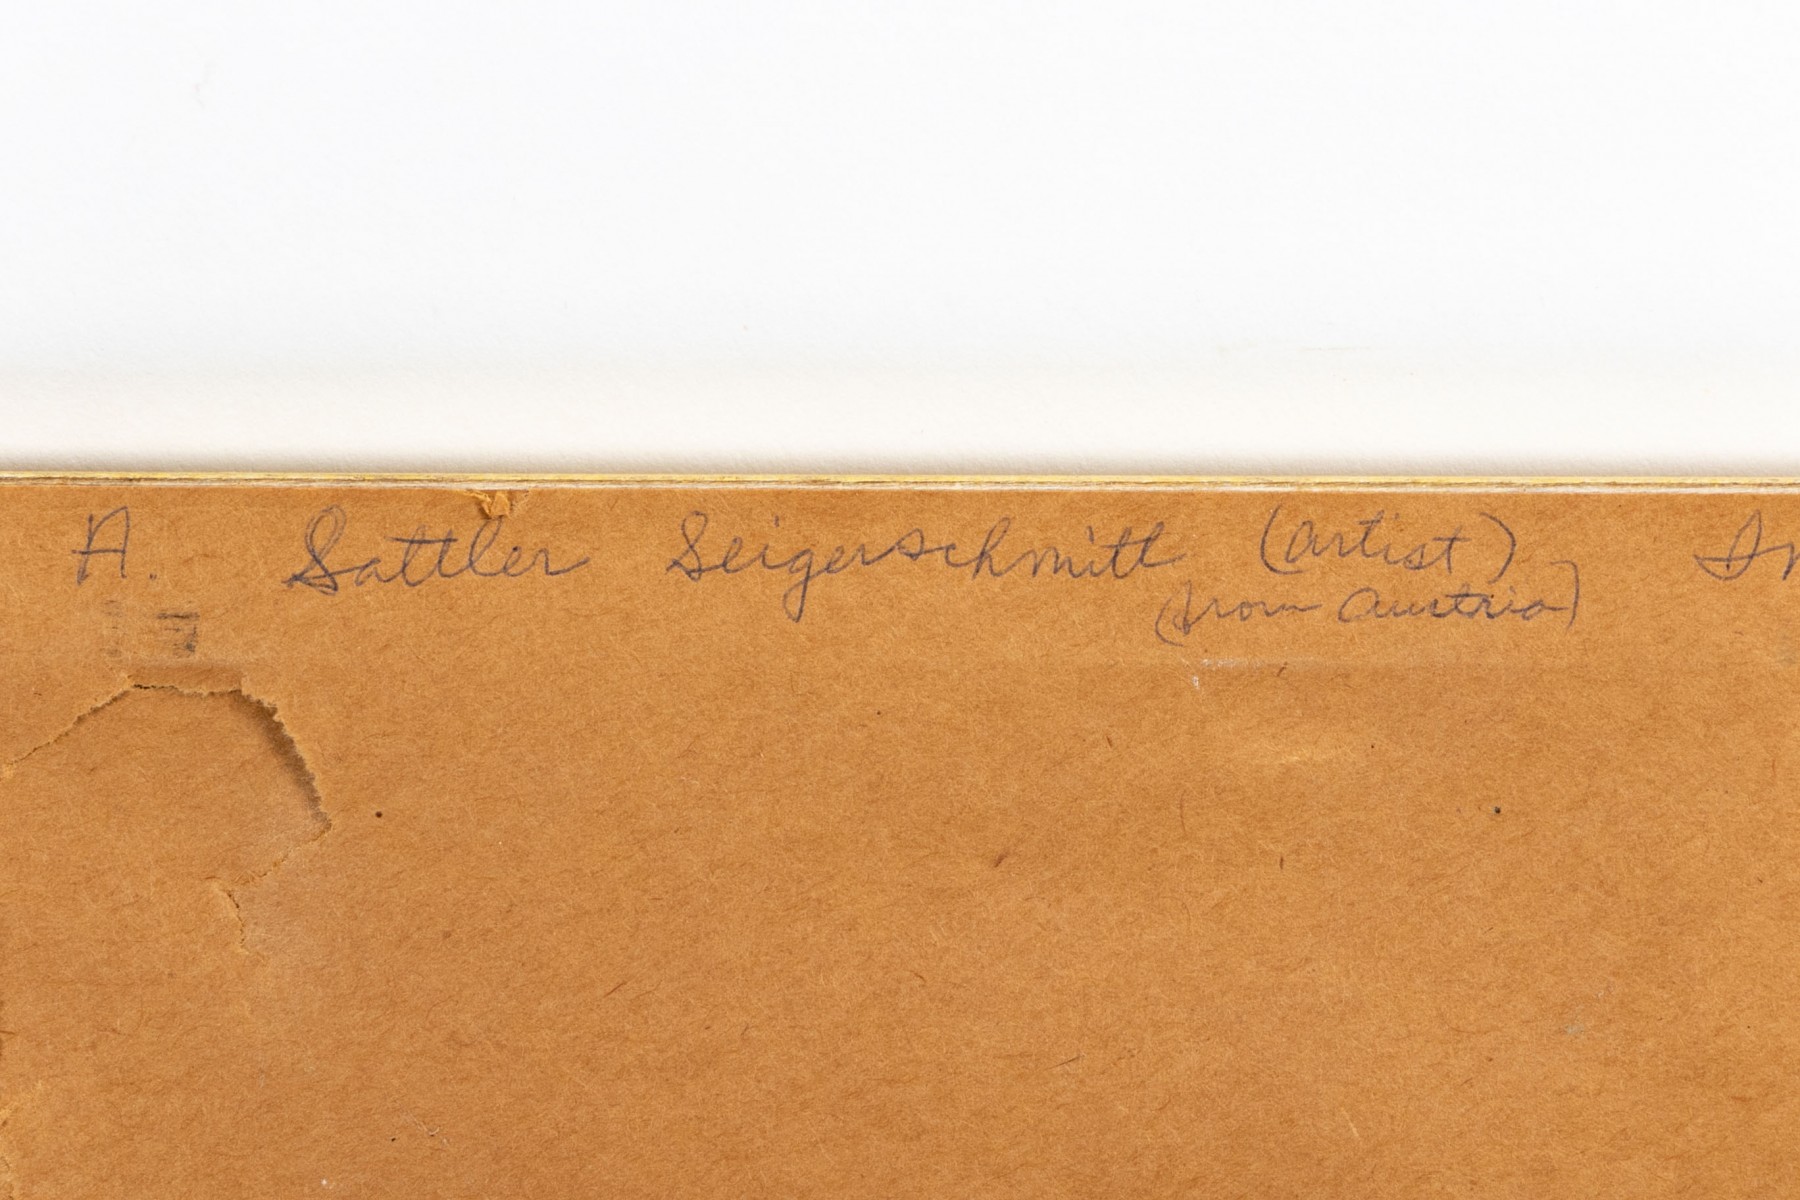 A. Sattler Seigerschmitt (artist)
(from Austria)